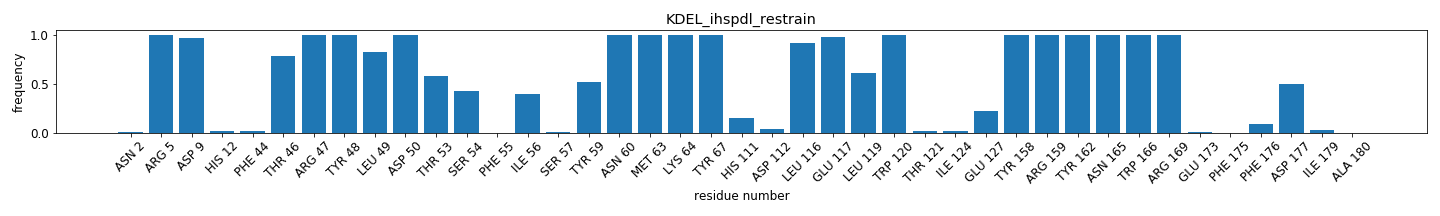 KDEL_ihspdl_restrain
frequency
1.0
0.5
0.0
ASN 2
ARG 5
ASP 9
HIS 12
PHE 44
THR 46
ARG 47
TYR 48
LEU 49
ASP 50
THR 53
SER 54
PHE 55
ILE 56
SER 57
TYR 59
ASN 60
MET 63
LYS 64
TYR 67
HIS 111
ASP 112
LEU 116
GLU 117
LEU 119
TRP 120
THR 121
ILE 124
GLU 127
TYR 158
ARG 159
TYR 162
ASN 165
TRP 166
ARG 169
GLU 173
PHE 175
PHE 176
ASP 177
ILE 179
ALA 180
residue number